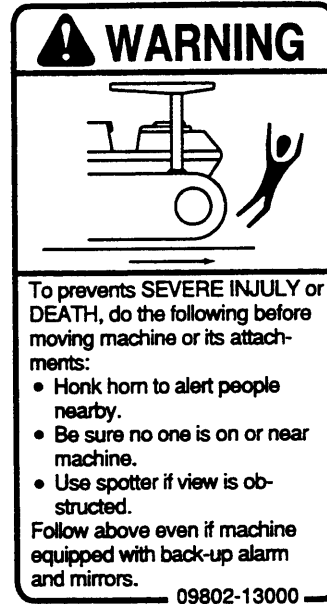 WARNING
To prevents SEVERE INJULY or
DEATH, do the following before
moving machine or its attach-
ments:
• Honk horn to alert people
nearby.
• Be sure no one is on or near
machine.
• Use spotter if view is ob-
structed.
Follow above even if machine
equipped with back-up alarm
and mirrors.
09802-13000